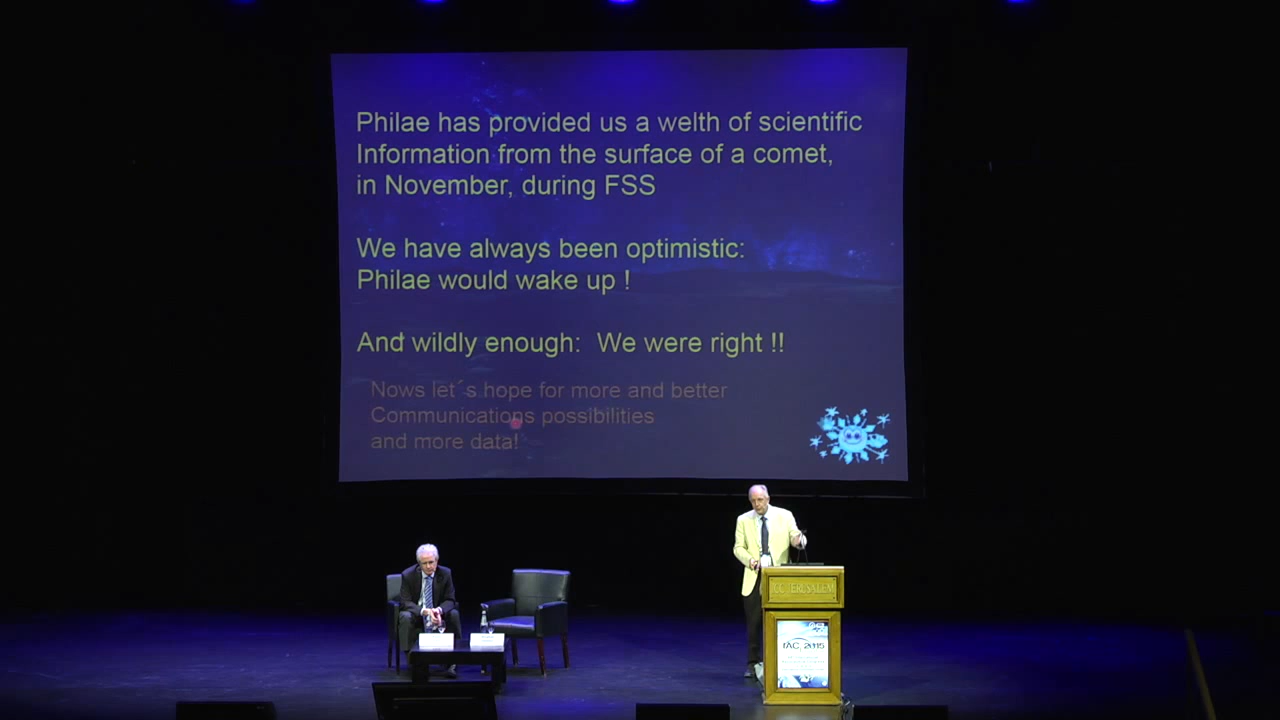 Philae has provided us a welth of scientific
Information from the surface of a comet,
in November, during FSS
We have always been optimistic:
Philae would wake up !
And wildly enough:  We were right !!
Nows let´s hope for more and better
Communications possibilities
and more data!
ICC JERUSALEM
IAC 2015